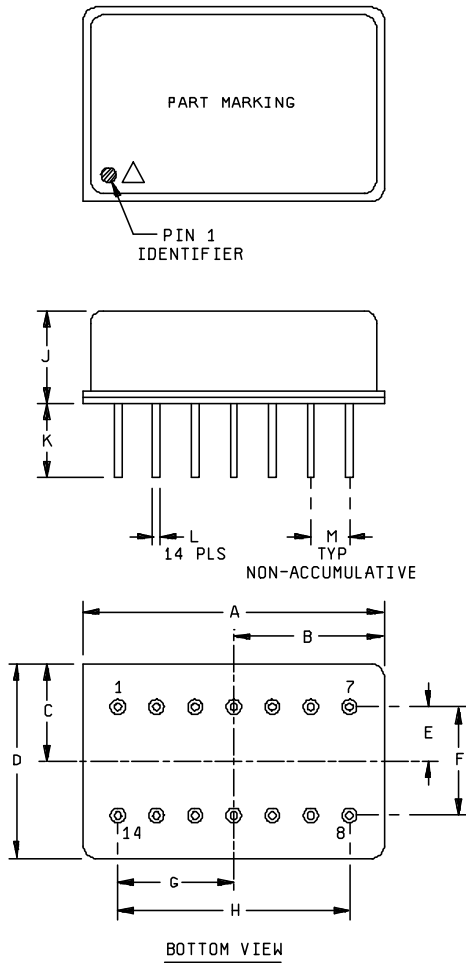 PART MARKING
PIN 1
IDENTIFIER
J
K
L
14 PLS
M
TYP
NON-ACCUMULATIVE
A
B
1
7
C
D
E
F
14
8
G
H
BOTTOM VIEW